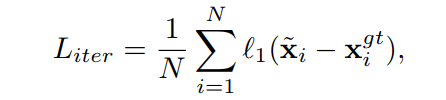 L_{iter} = \frac{1}{N} \sum_{i=1}^{N} \ell_1(\tilde{\mathbf{x}}_i - \mathbf{x}_i^{gt}),